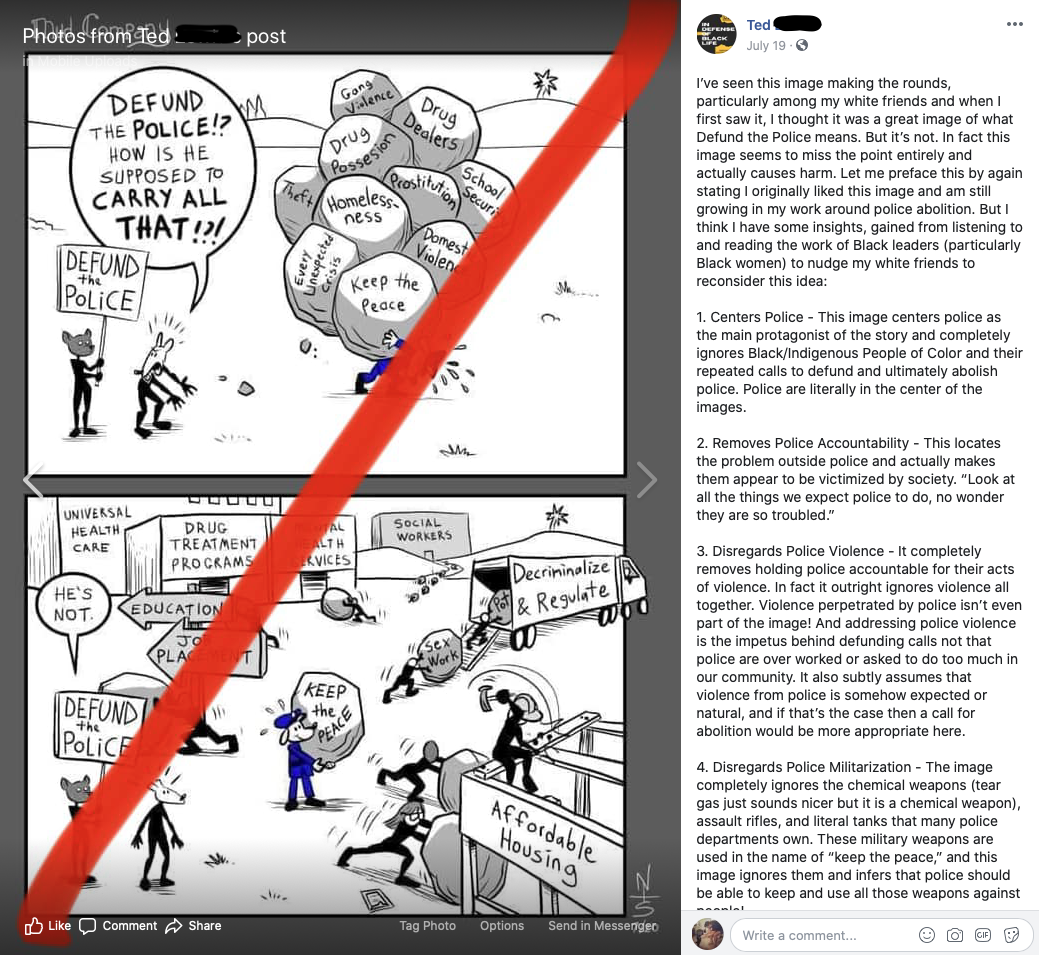 Mud Company
Photos from Ted post
in Mobile Uploads
DEFUND
THE POLICE!?
HOW IS HE
SUPPOSED TO
CARRY ALL
THAT!?!
DEFUND
the
POLICE
Gang
Violence
Drug
Dealers
Drug
Possesion
Prostitution
School
Securi
Theft
Homeless-
ness
Domest
Violenc
Every
Unexpected
Crisis
Keep the
Peace
UNIVERSAL
HEALTH
CARE
DRUG
TREATMENT
PROGRAMS
TAL
ALTH
RVICES
SOCIAL
WORKERS
HE'S
NOT.
EDUCATION
JO
PLACEMENT
Decriminalize
& Regulate
Pot
Sex
Work
KEEP
the
PEACE
DEFUND
the
POLICE
Affordable
Housing
N
S
Like Comment Share
Tag Photo Options Send in Messenger
IN
DEFENSE
OF
BLACK
LIFE
Ted
July 19 ·
I've seen this image making the rounds,
particularly among my white friends and when I
first saw it, I thought it was a great image of what
Defund the Police means. But it's not. In fact this
image seems to miss the point entirely and
actually causes harm. Let me preface this by again
stating I originally liked this image and am still
growing in my work around police abolition. But I
think I have some insights, gained from listening to
and reading the work of Black leaders (particularly
Black women) to nudge my white friends to
reconsider this idea:
1. Centers Police - This image centers police as
the main protagonist of the story and completely
ignores Black/Indigenous People of Color and their
repeated calls to defund and ultimately abolish
police. Police are literally in the center of the
images.
2. Removes Police Accountability - This locates
the problem outside police and actually makes
them appear to be victimized by society. “Look at
all the things we expect police to do, no wonder
they are so troubled.”
3. Disregards Police Violence - It completely
removes holding police accountable for their acts
of violence. In fact it outright ignores violence all
together. Violence perpetrated by police isn't even
part of the image! And addressing police violence
is the impetus behind defunding calls not that
police are over worked or asked to do too much in
our community. It also subtly assumes that
violence from police is somehow expected or
natural, and if that's the case then a call for
abolition would be more appropriate here.
4. Disregards Police Militarization - The image
completely ignores the chemical weapons (tear
gas just sounds nicer but it is a chemical weapon),
assault rifles, and literal tanks that many police
departments own. These military weapons are
used in the name of “keep the peace,” and this
image ignores them and infers that police should
be able to keep and use all those weapons against
people!
Write a comment...
GIF